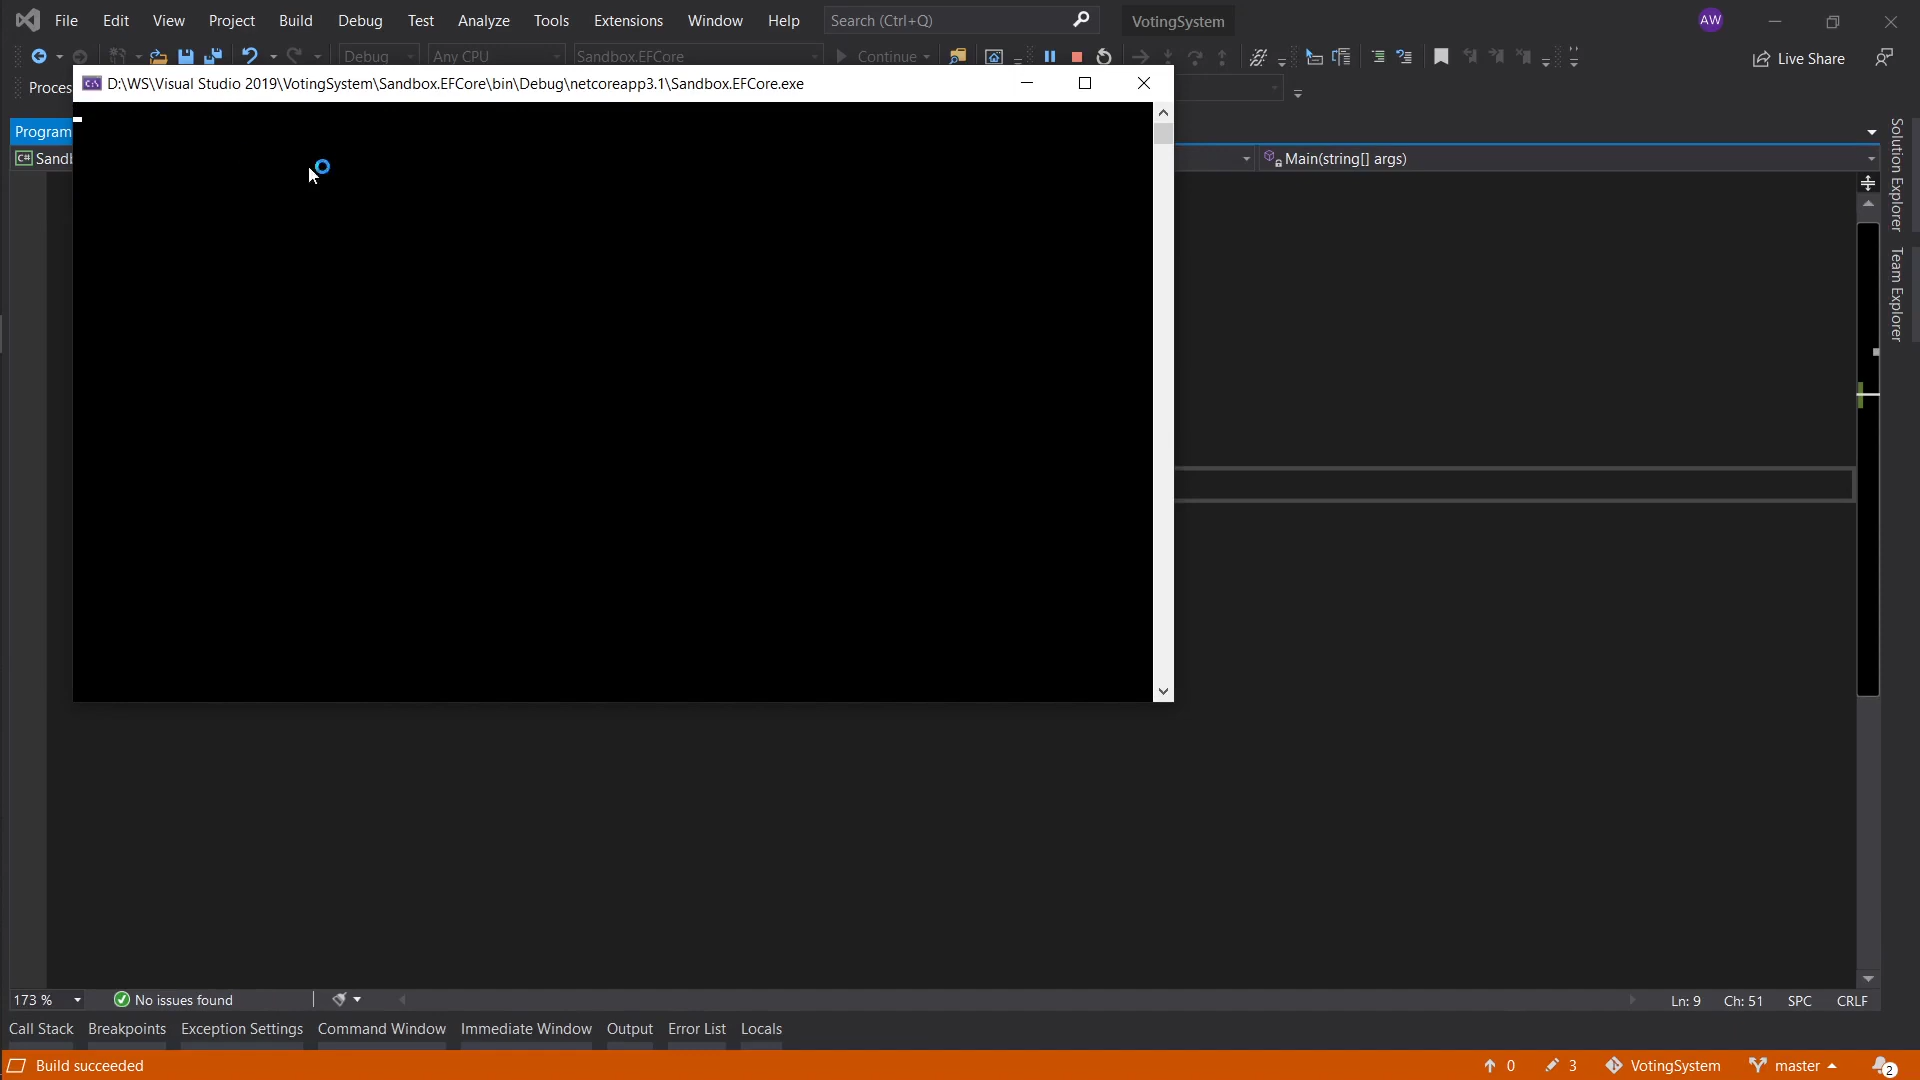 File Edit View Project Build Debug Test Analyze Tools Extensions Window Help Search (Ctrl+Q) VotingSystem AW
Debug Any CPU Sandbox.EFCore Continue Live Share
Proces
D:\WS\Visual Studio 2019\VotingSystem\Sandbox.EFCore\bin\Debug\netcoreapp3.1\Sandbox.EFCore.exe
Program
C# Sandb Main(string[] args)
Solution Explorer
Team Explorer
173 % No issues found Ln: 9 Ch: 51 SPC CRLF
Call Stack Breakpoints Exception Settings Command Window Immediate Window Output Error List Locals
Build succeeded 0 3 VotingSystem master 2